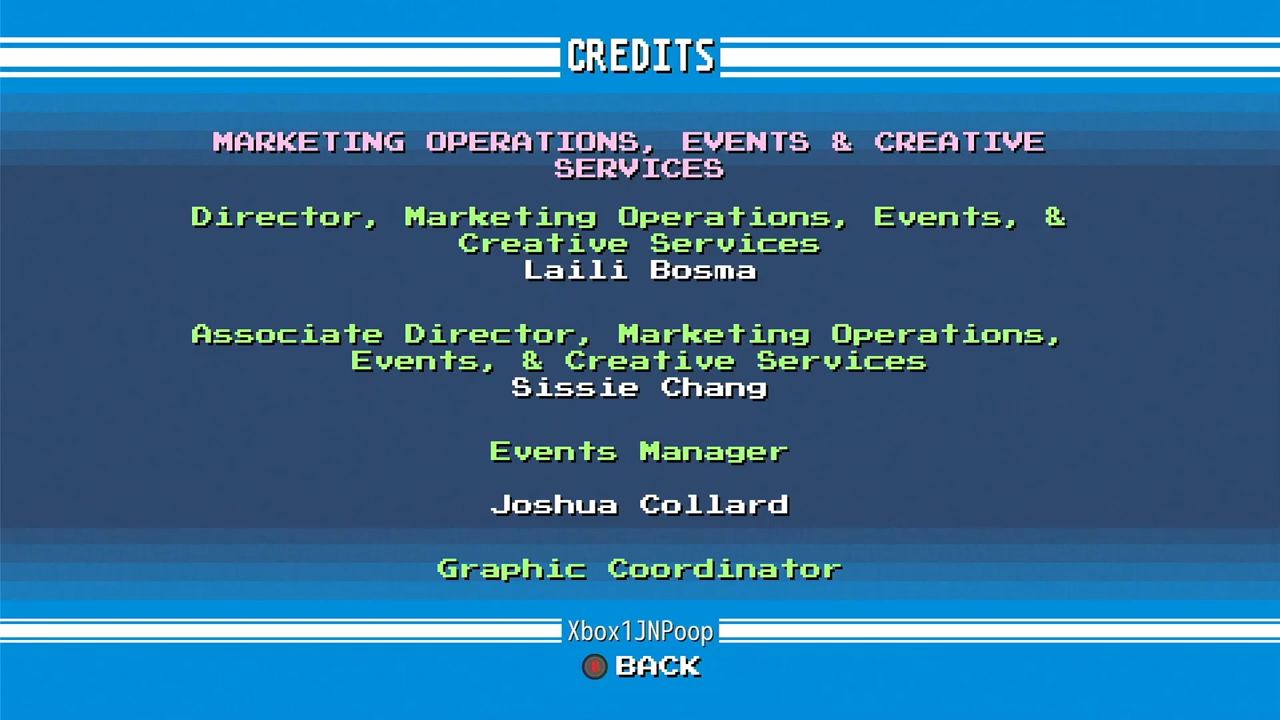 CREDITS
MARKETING OPERATIONS, EVENTS & CREATIVE
SERVICES
Director, Marketing Operations, Events, &
Creative Services
Laili Bosma
Associate Director, Marketing Operations,
Events, & Creative Services
Sissie Chang
Events Manager
Joshua Collard
Graphic Coordinator
Xbox1JNPoop
BACK